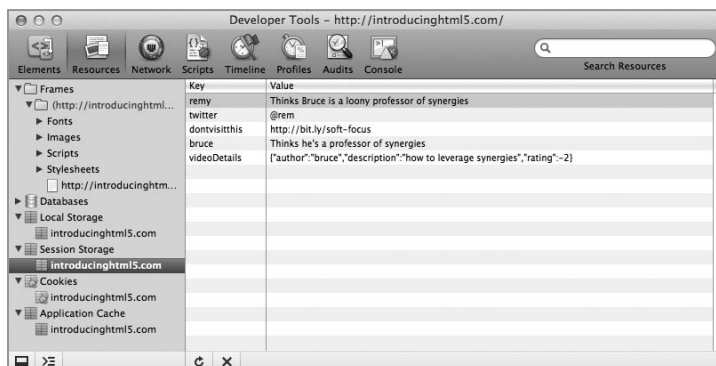 Developer Tools – http://introducinghtml5.com/
Elements Resources Network Scripts Timeline Profiles Audits Console Search Resources
Frames
(http://introducinghtml...
Fonts
Images
Scripts
Stylesheets
http://introducinghtm...
Databases
Local Storage
introducinghtml5.com
Session Storage
introducinghtml5.com
Cookies
introducinghtml5.com
Application Cache
introducinghtml5.com
Key Value
remy Thinks Bruce is a loony professor of synergies
twitter @rem
dontvisitthis http://bit.ly/soft-focus
bruce Thinks he's a professor of synergies
videoDetails {"author":"bruce","description":"how to leverage synergies","rating":-2}